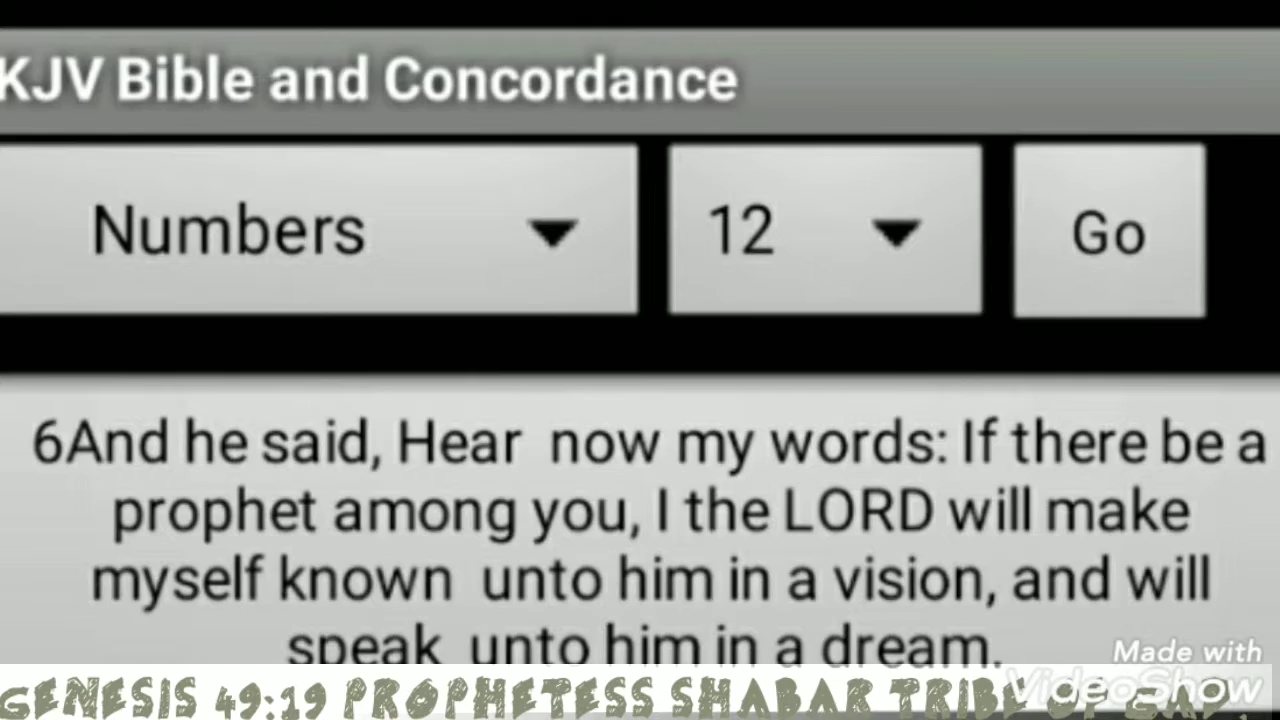 KJV Bible and Concordance
Numbers 12 Go
6And he said, Hear now my words: If there be a
prophet among you, I the LORD will make
myself known unto him in a vision, and will
speak unto him in a dream.
Made with
VideoShow
GENESIS 49:19 PROPHETESS SHABAR TRIBE OF